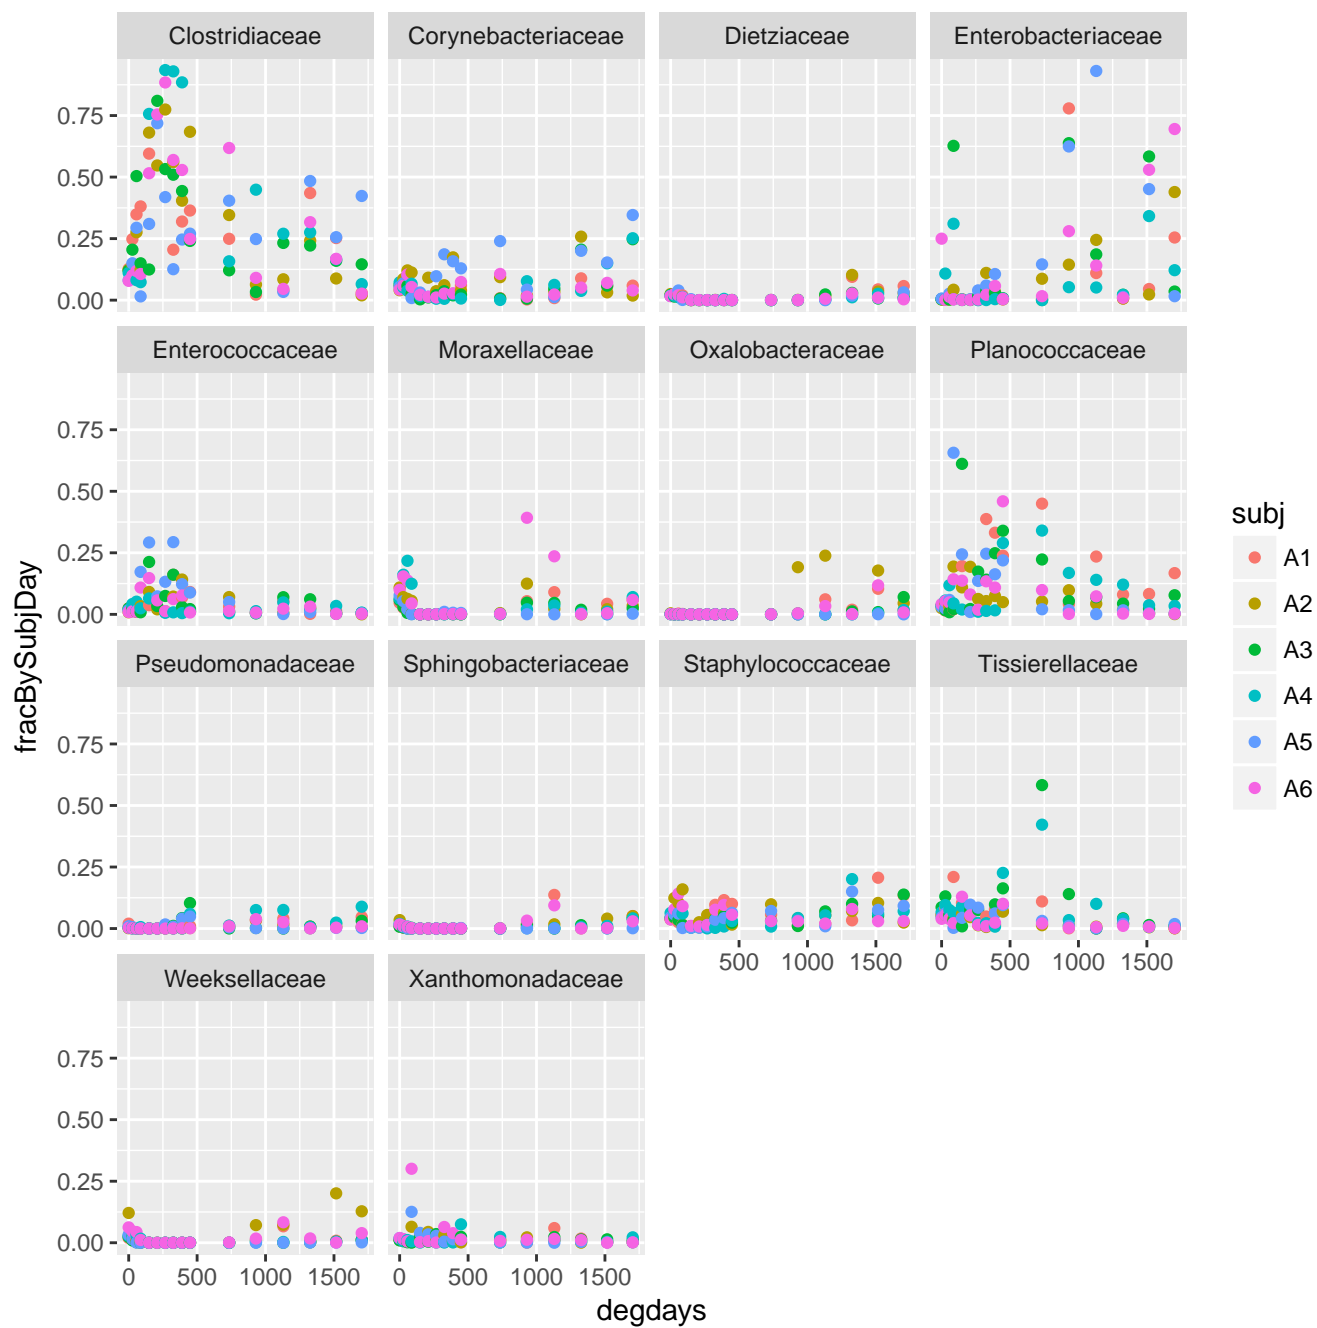 Clostridiaceae Corynebacteriaceae Dietziaceae Enterobacteriaceae
0.75
0.50
0.25
0.00
Enterococcaceae Moraxellaceae Oxalobacteraceae Planococcaceae
0.75
0.50
0.25
0.00
Pseudomonadaceae Sphingobacteriaceae Staphylococcaceae Tissierellaceae
0.75
0.50
0.25
0.00
0 500 1000 1500 0 500 1000 1500
Weeksellaceae Xanthomonadaceae
0.75
0.50
0.25
0.00
0 500 1000 1500 0 500 1000 1500
degdays
fracBySubjDay
subj
A1
A2
A3
A4
A5
A6